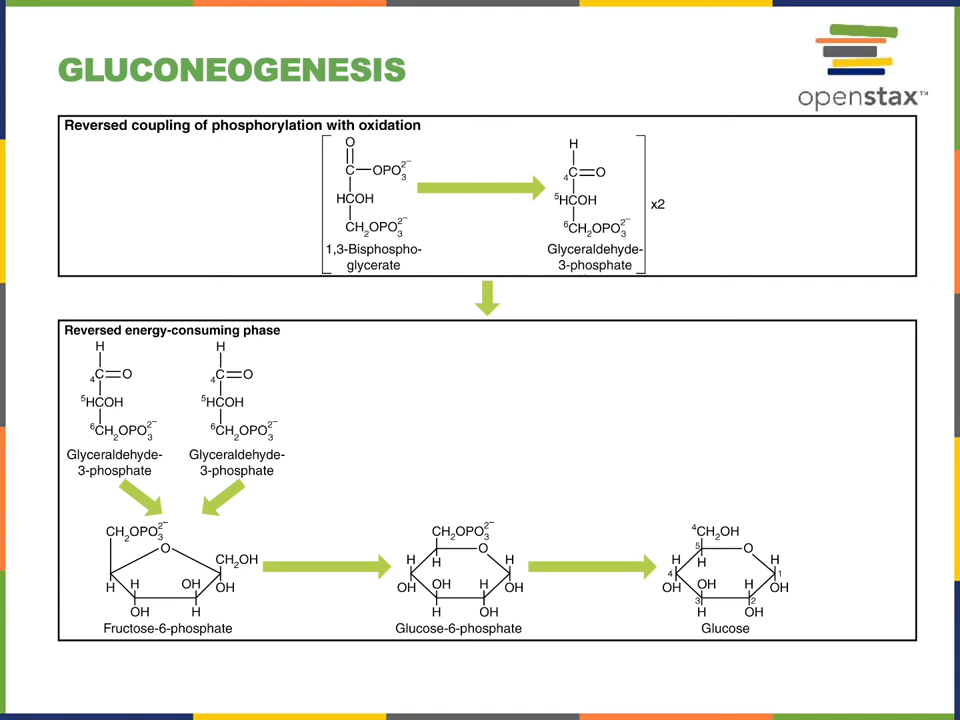 GLUCONEOGENESIS
openstax™
Reversed coupling of phosphorylation with oxidation
O
C OPO₃²⁻
HCOH
CH₂OPO₃²⁻
1,3-Bisphospho-
glycerate
H
₄C O
⁵HCOH
⁶CH₂OPO₃²⁻
Glyceraldehyde-
3-phosphate
x2
Reversed energy-consuming phase
H
₄C O
⁵HCOH
⁶CH₂OPO₃²⁻
Glyceraldehyde-
3-phosphate
H
₄C O
⁵HCOH
⁶CH₂OPO₃²⁻
Glyceraldehyde-
3-phosphate
CH₂OPO₃²⁻
O
CH₂OH
H H OH OH
OH H
Fructose-6-phosphate
CH₂OPO₃²⁻
O
H H H
OH OH H OH
H OH
Glucose-6-phosphate
⁴CH₂OH
5 O
H H H
4 1
OH OH H OH
3 2
H OH
Glucose